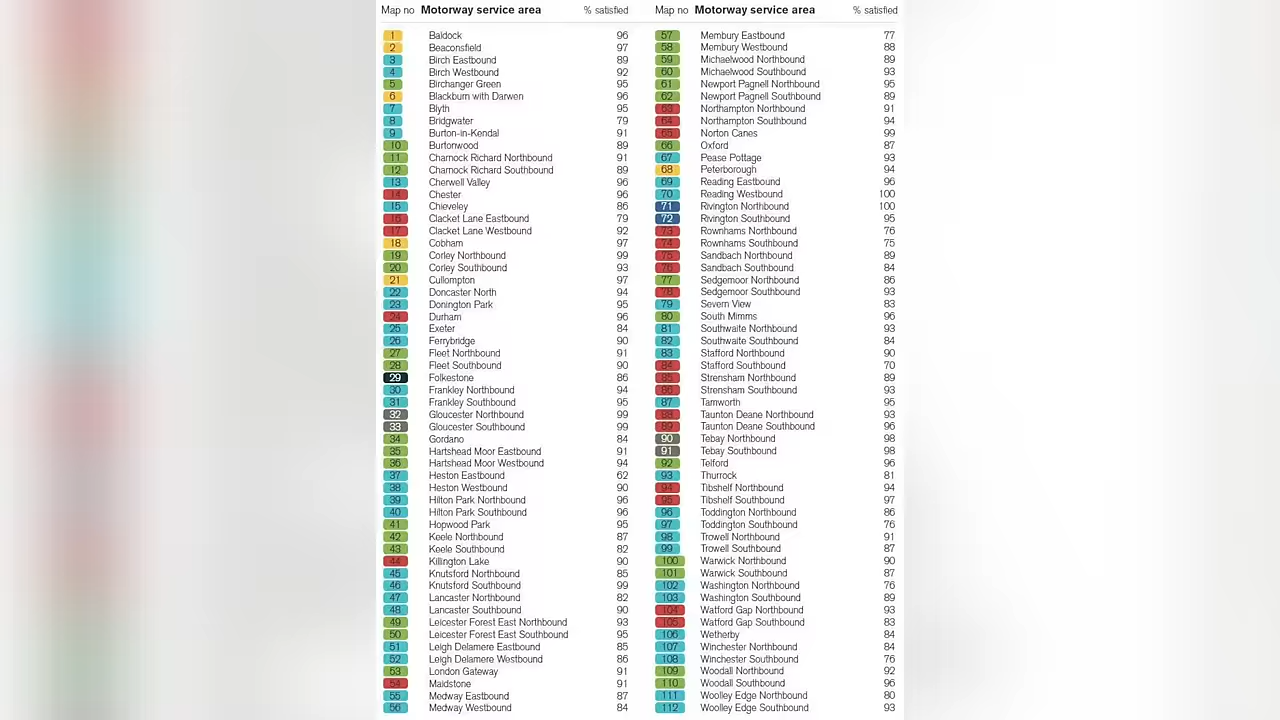 Map no Motorway service area % satisfied
1 Baldock 96
2 Beaconsfield 97
3 Birch Eastbound 89
4 Birch Westbound 92
5 Birchanger Green 95
6 Blackburn with Darwen 96
7 Blyth 95
8 Bridgwater 79
9 Burton-in-Kendal 91
10 Burtonwood 89
11 Charnock Richard Northbound 91
12 Charnock Richard Southbound 89
13 Cherwell Valley 96
14 Chester 96
15 Chieveley 86
16 Clacket Lane Eastbound 79
17 Clacket Lane Westbound 92
18 Cobham 97
19 Corley Northbound 99
20 Corley Southbound 93
21 Cullompton 97
22 Doncaster North 94
23 Donington Park 95
24 Durham 96
25 Exeter 84
26 Ferrybridge 90
27 Fleet Northbound 91
28 Fleet Southbound 90
29 Folkestone 86
30 Frankley Northbound 94
31 Frankley Southbound 95
32 Gloucester Northbound 99
33 Gloucester Southbound 99
34 Gordano 84
35 Hartshead Moor Eastbound 91
36 Hartshead Moor Westbound 94
37 Heston Eastbound 62
38 Heston Westbound 90
39 Hilton Park Northbound 96
40 Hilton Park Southbound 96
41 Hopwood Park 95
42 Keele Northbound 87
43 Keele Southbound 82
44 Killington Lake 90
45 Knutsford Northbound 85
46 Knutsford Southbound 99
47 Lancaster Northbound 82
48 Lancaster Southbound 90
49 Leicester Forest East Northbound 93
50 Leicester Forest East Southbound 95
51 Leigh Delamere Eastbound 85
52 Leigh Delamere Westbound 86
53 London Gateway 91
54 Maidstone 91
55 Medway Eastbound 87
56 Medway Westbound 84
Map no Motorway service area % satisfied
57 Membury Eastbound 77
58 Membury Westbound 88
59 Michaelwood Northbound 89
60 Michaelwood Southbound 93
61 Newport Pagnell Northbound 95
62 Newport Pagnell Southbound 89
63 Northampton Northbound 91
64 Northampton Southbound 94
65 Norton Canes 99
66 Oxford 87
67 Pease Pottage 93
68 Peterborough 94
69 Reading Eastbound 96
70 Reading Westbound 100
71 Rivington Northbound 100
72 Rivington Southbound 95
73 Rownhams Northbound 76
74 Rownhams Southbound 75
75 Sandbach Northbound 89
76 Sandbach Southbound 84
77 Sedgemoor Northbound 86
78 Sedgemoor Southbound 93
79 Severn View 83
80 South Mimms 96
81 Southwaite Northbound 93
82 Southwaite Southbound 84
83 Stafford Northbound 90
84 Stafford Southbound 70
85 Strensham Northbound 89
86 Strensham Southbound 93
87 Tamworth 95
88 Taunton Deane Northbound 93
89 Taunton Deane Southbound 96
90 Tebay Northbound 98
91 Tebay Southbound 98
92 Telford 96
93 Thurrock 81
94 Tibshelf Northbound 94
95 Tibshelf Southbound 97
96 Toddington Northbound 86
97 Toddington Southbound 76
98 Trowell Northbound 91
99 Trowell Southbound 87
100 Warwick Northbound 90
101 Warwick Southbound 87
102 Washington Northbound 76
103 Washington Southbound 89
104 Watford Gap Northbound 93
105 Watford Gap Southbound 83
106 Wetherby 84
107 Winchester Northbound 84
108 Winchester Southbound 76
109 Woodall Northbound 92
110 Woodall Southbound 96
111 Woolley Edge Northbound 80
112 Woolley Edge Southbound 93